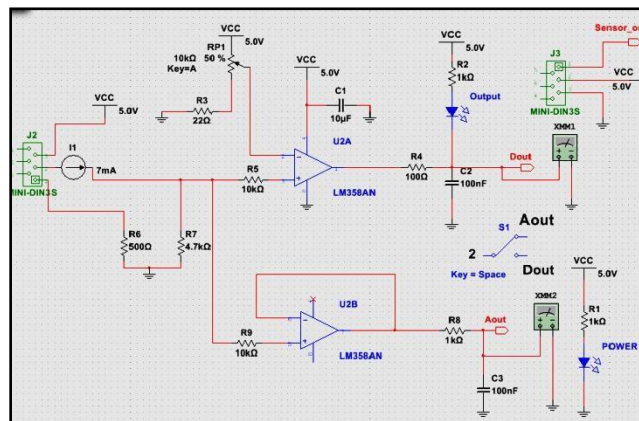 VCC
5.0V
10kΩ
Key=A
RP1
50 %
VCC
5.0V
VCC
5.0V
R2
1kΩ
J3
Sensor_o
VCC
5.0V
MINI-DIN3S
VCC
5.0V
C1
10µF
Output
R3
22Ω
J2
I1
7mA
MINI-DIN3S
U2A
LM358AN
R5
10kΩ
R4
100Ω
Dout
XMM1
C2
100nF
R6
500Ω
R7
4.7kΩ
Aout
S1
2
Key = Space
Dout
VCC
5.0V
U2B
LM358AN
R9
10kΩ
R8
1kΩ
Aout
XMM2
R1
1kΩ
POWER
C3
100nF